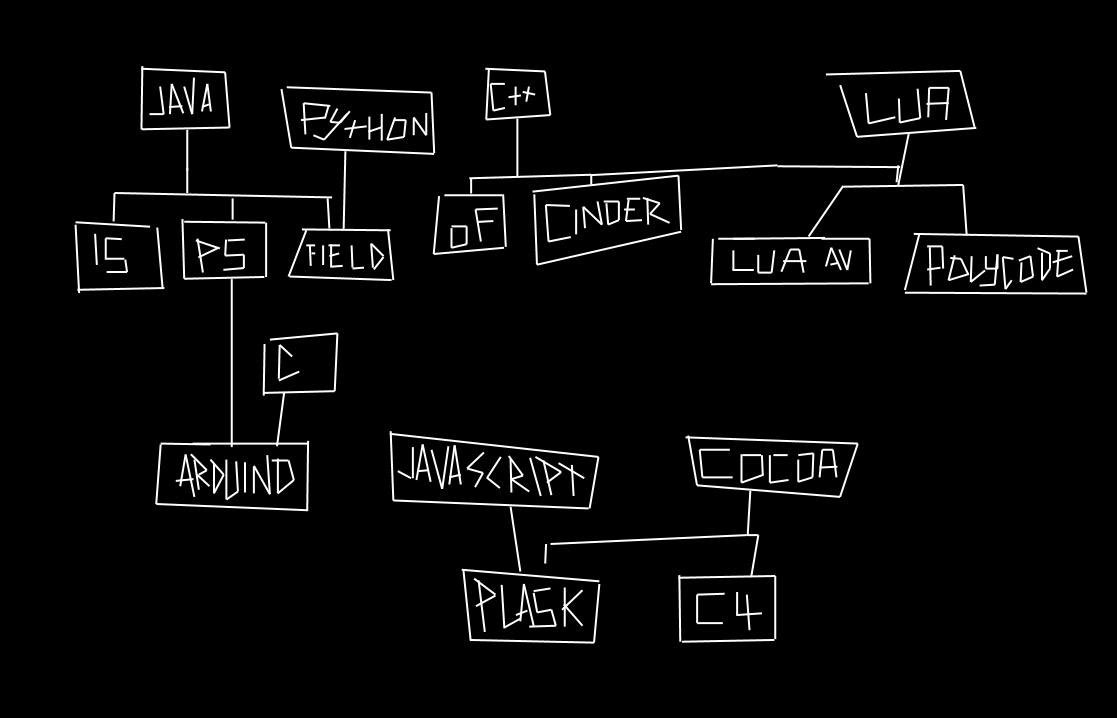 JAVA
PYTHON
C++
LUA
IS
PS
FIELD
OF
CINDER
LUA AV
POLYCODE
C
ARDUINO
JAVASCRIPT
COCOA
PLASK
C4